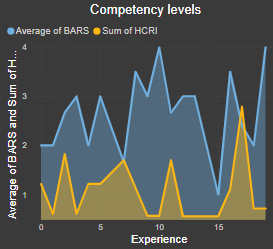 Competency levels
Average of BARS Sum of HCRI
Average of BARS and Sum of H...
4
3
2
1
0 5 10 15
Experience